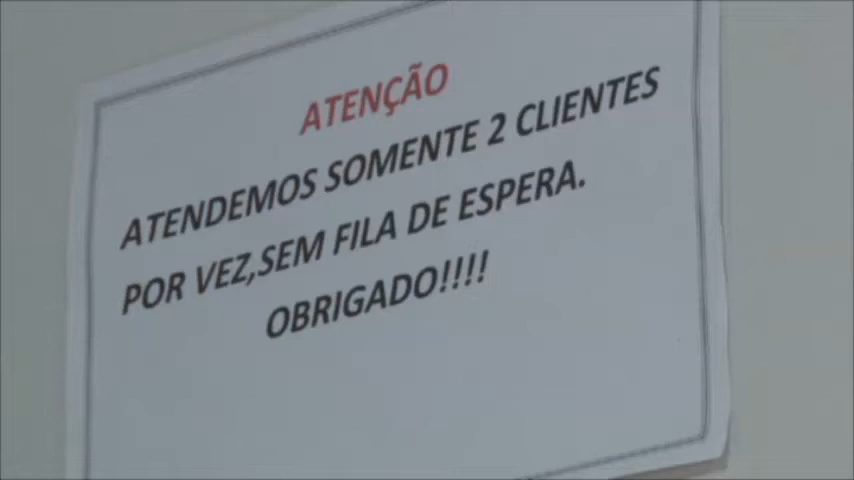 ATENÇÃO
ATENDEMOS SOMENTE 2 CLIENTES
POR VEZ,SEM FILA DE ESPERA.
OBRIGADO!!!!